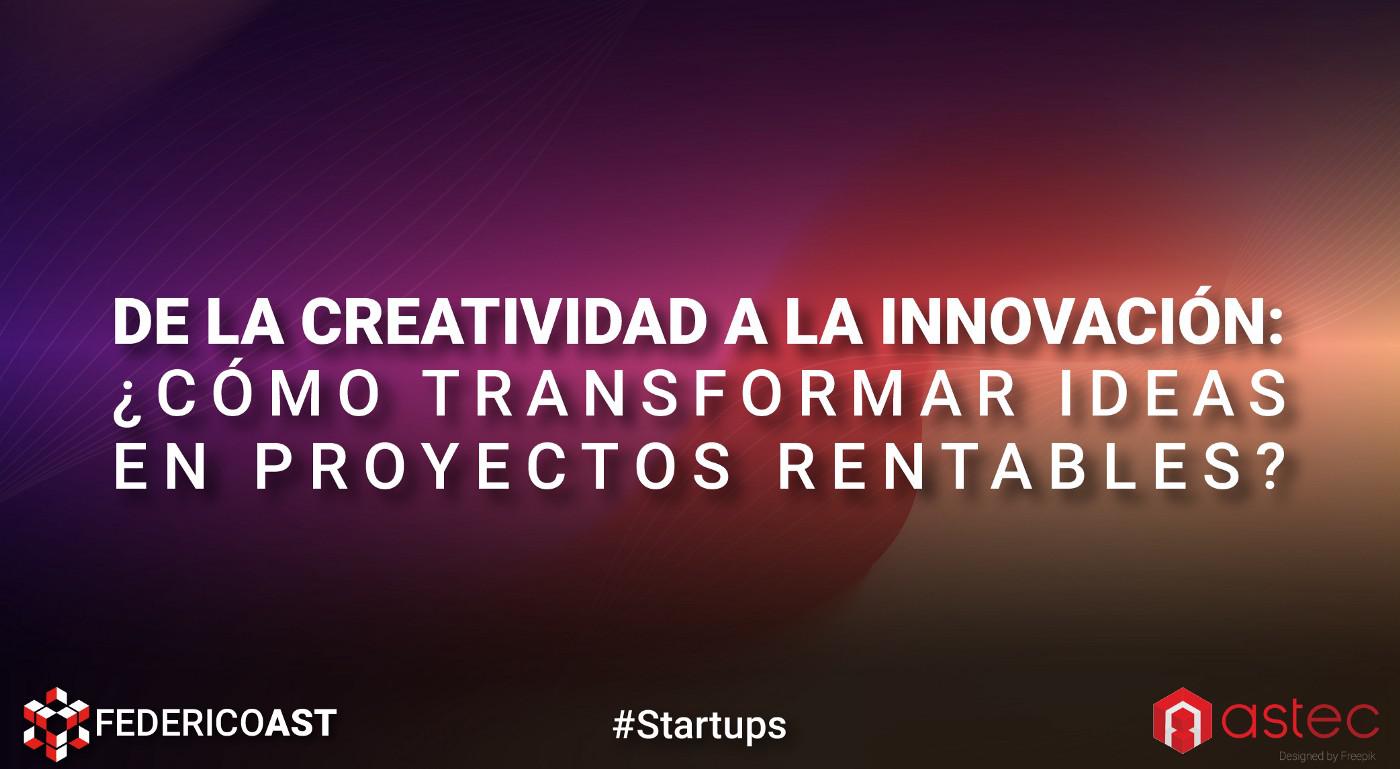 DE LA CREATIVIDAD A LA INNOVACIÓN:
¿CÓMO TRANSFORMAR IDEAS
EN PROYECTOS RENTABLES?
FEDERICOAST
#Startups
astec
Designed by Freepik